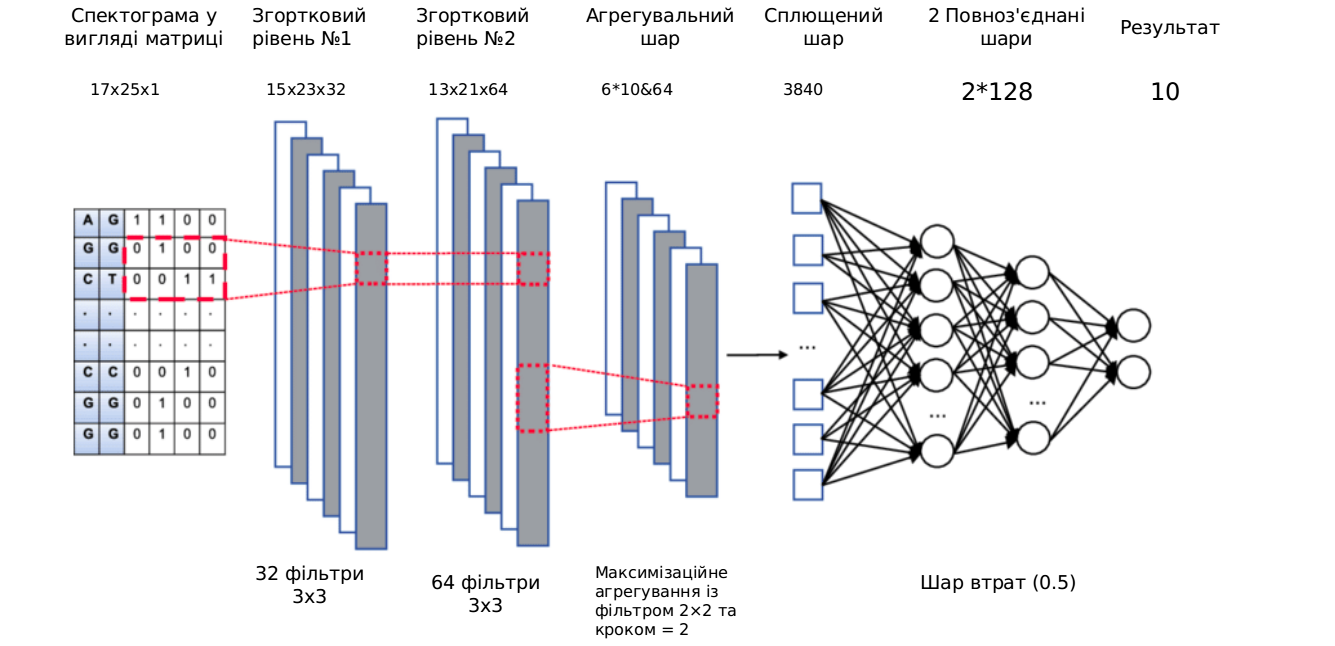 Спектограма у
вигляді матриці
Згортковий
рівень №1
Згортковий
рівень №2
Агрегувальний
шар
Сплющений
шар
2 Повноз'єднані
шари
Результат
17x25x1
15x23x32
13x21x64
6*10&64
3840
2*128
10
A G 1 1 0 0
G G 0 1 0 0
C T 0 0 1 1
. . . . . .
. . . . . .
C C 0 0 1 0
G G 0 1 0 0
G G 0 1 0 0
...
...
...
32 фільтри
3x3
64 фільтри
3x3
Максимізаційне
агрегування із
фільтром 2×2 та
кроком = 2
Шар втрат (0.5)